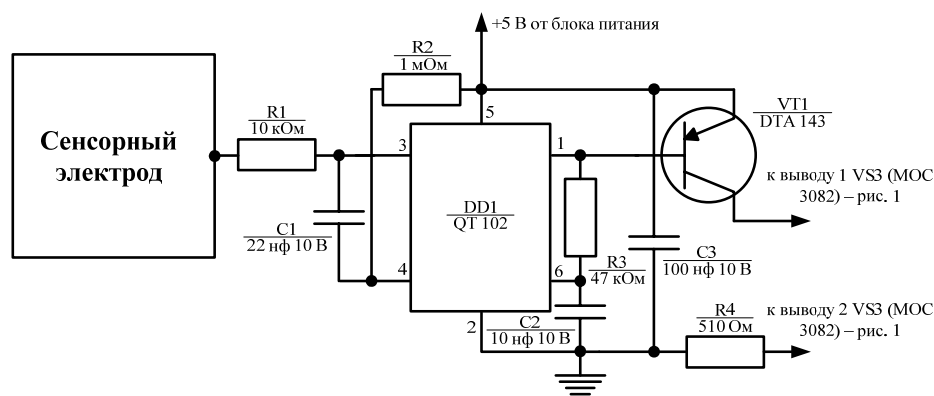 +5 В от блока питания
R2
1 мОм
R1
10 кОм
Сенсорный
электрод
5
3
1
VT1
DTA 143
к выводу 1 VS3 (МОС
3082) – рис. 1
DD1
QT 102
C1
22 нф 10 В
4
6
R3
47 кОм
C3
100 нф 10 В
2
C2
10 нф 10 В
R4
510 Ом
к выводу 2 VS3 (МОС
3082) – рис. 1